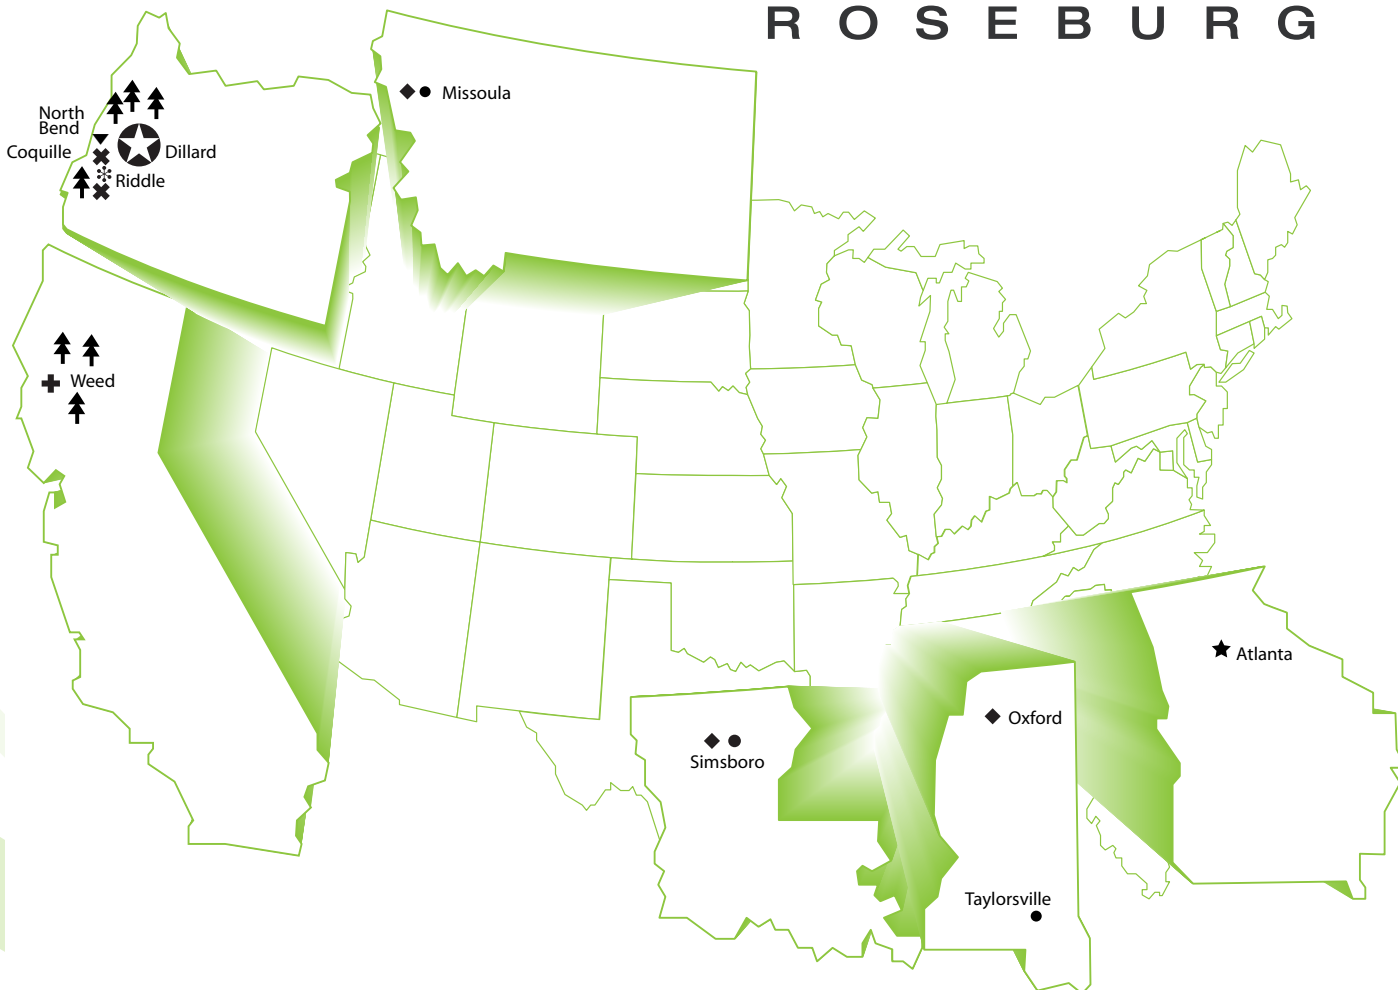 R O S E B U R G
Missoula
North
Bend
Coquille
Dillard
Riddle
Weed
Atlanta
Oxford
Simsboro
Taylorsville